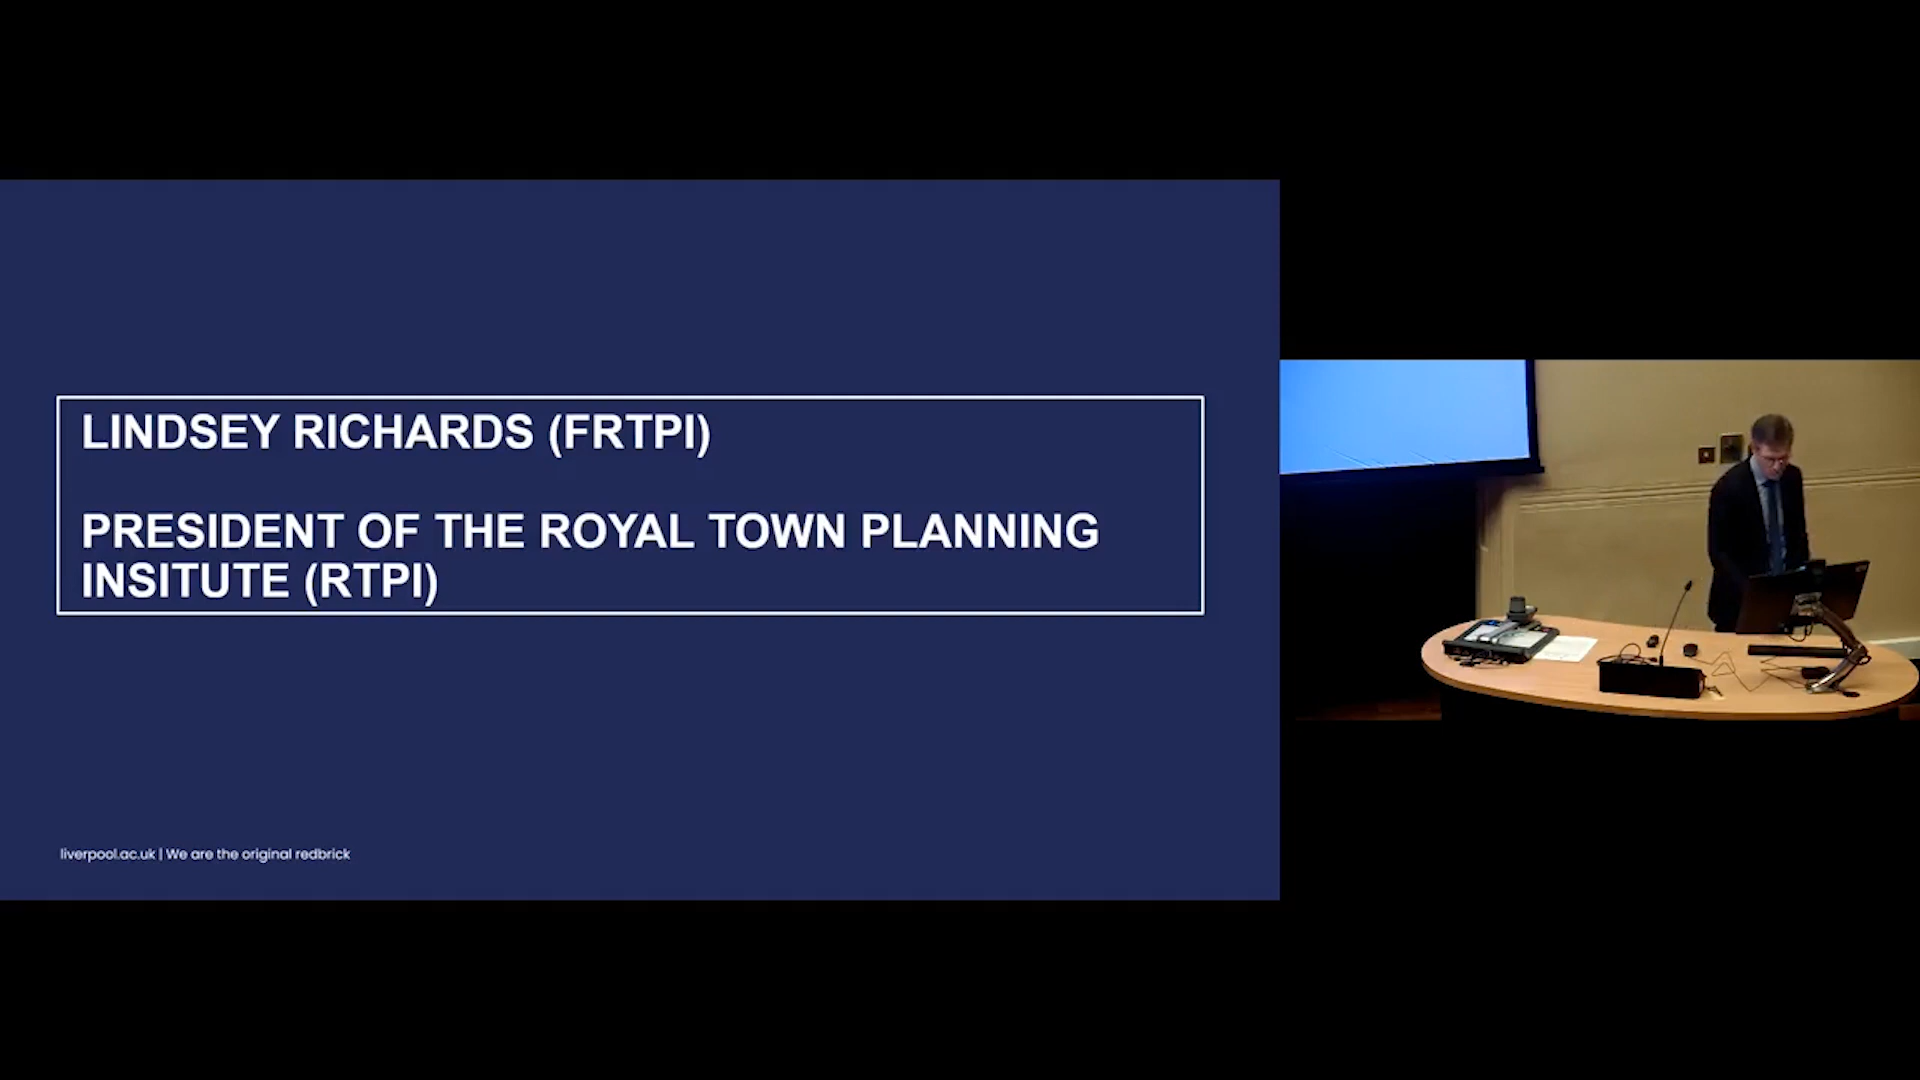 LINDSEY RICHARDS (FRTPI)
PRESIDENT OF THE ROYAL TOWN PLANNING
INSITUTE (RTPI)
liverpool.ac.uk | We are the original redbrick